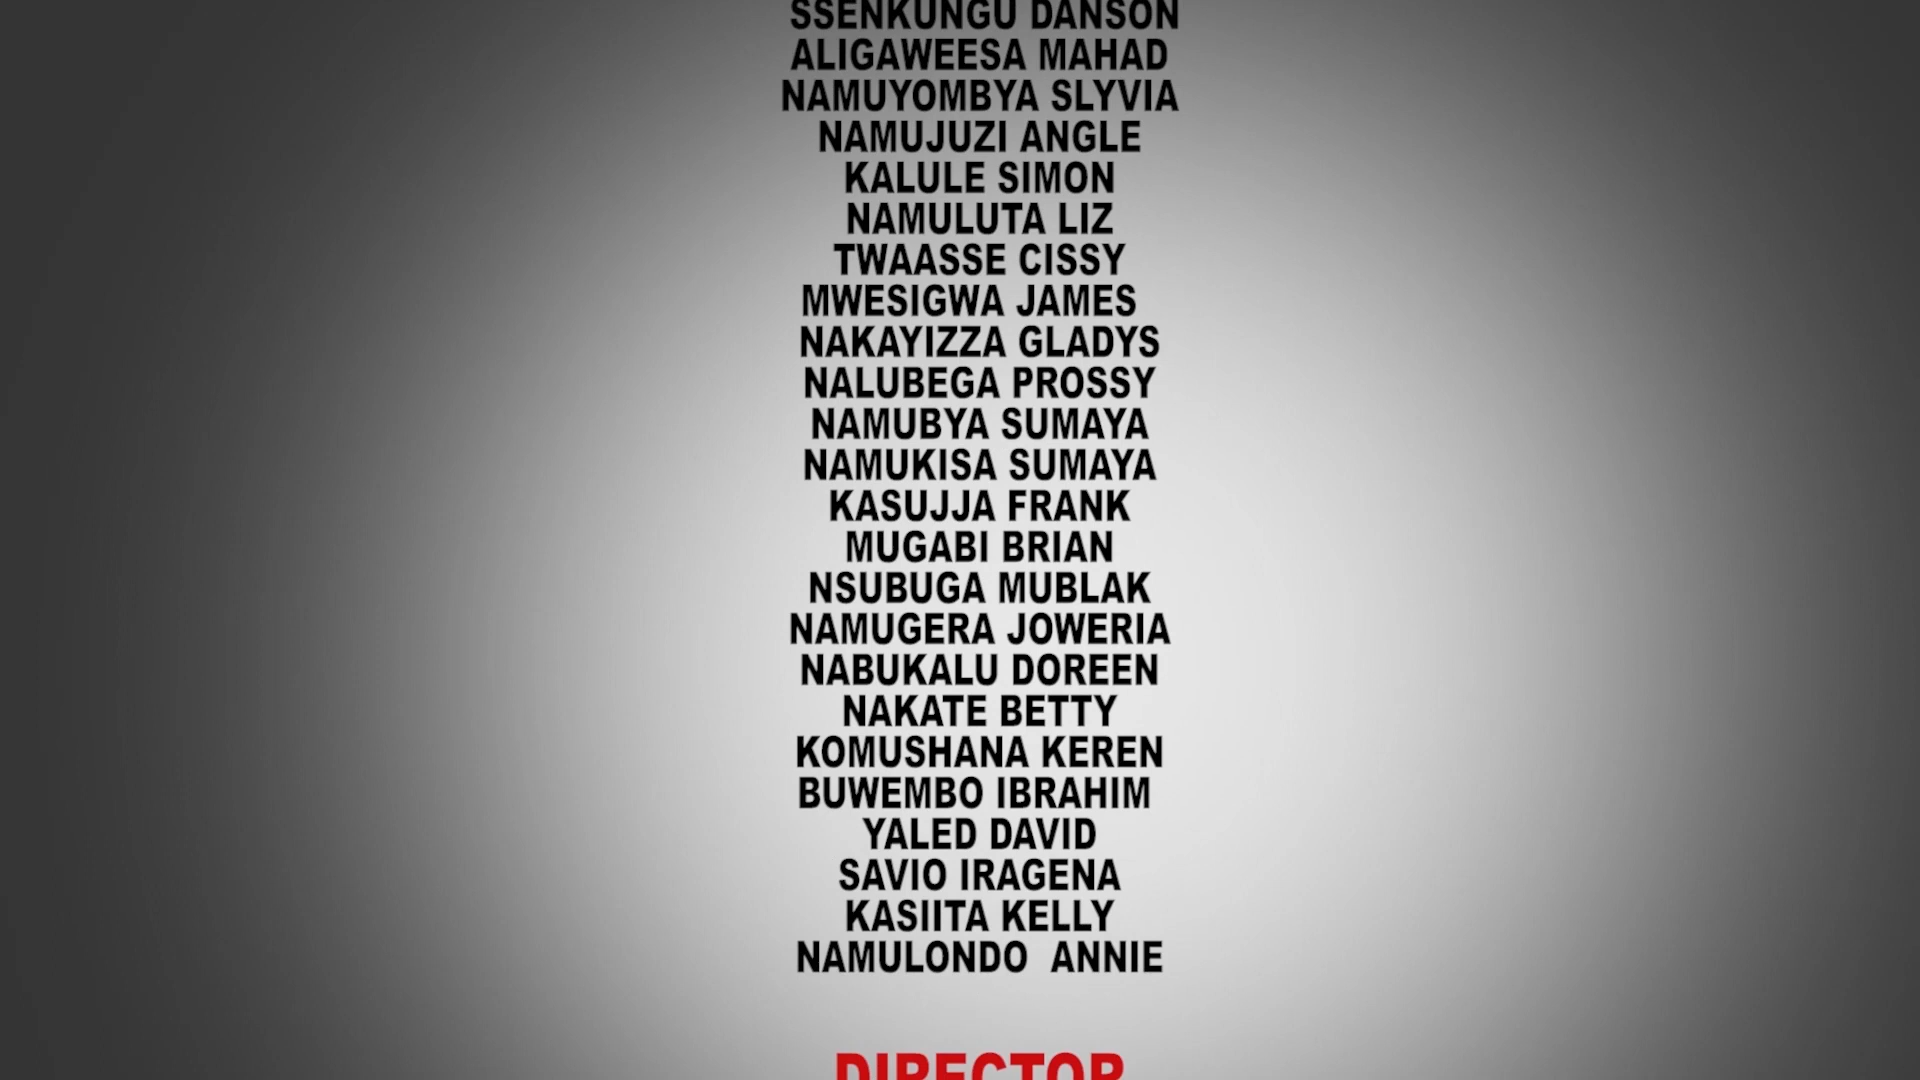 SSENKUNGU DANSON
ALIGAWEESA MAHAD
NAMUYOMBYA SLYVIA
NAMUJUZI ANGLE
KALULE SIMON
NAMULUTA LIZ
TWAASSE CISSY
MWESIGWA JAMES
NAKAYIZZA GLADYS
NALUBEGA PROSSY
NAMUBYA SUMAYA
NAMUKISA SUMAYA
KASUJJA FRANK
MUGABI BRIAN
NSUBUGA MUBLAK
NAMUGERA JOWERIA
NABUKALU DOREEN
NAKATE BETTY
KOMUSHANA KEREN
BUWEMBO IBRAHIM
YALED DAVID
SAVIO IRAGENA
KASIITA KELLY
NAMULONDO  ANNIE
DIRECTOR